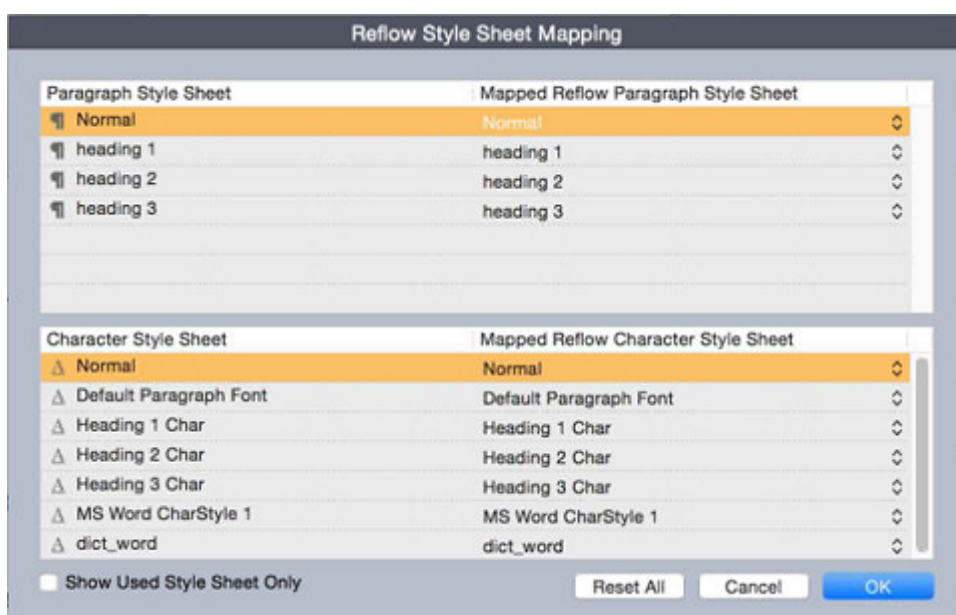 Reflow Style Sheet Mapping
Paragraph Style Sheet Mapped Reflow Paragraph Style Sheet
¶ Normal Normal
¶ heading 1 heading 1
¶ heading 2 heading 2
¶ heading 3 heading 3
Character Style Sheet Mapped Reflow Character Style Sheet
A Normal Normal
A Default Paragraph Font Default Paragraph Font
A Heading 1 Char Heading 1 Char
A Heading 2 Char Heading 2 Char
A Heading 3 Char Heading 3 Char
A MS Word CharStyle 1 MS Word CharStyle 1
A dict_word dict_word
Show Used Style Sheet Only Reset All Cancel OK